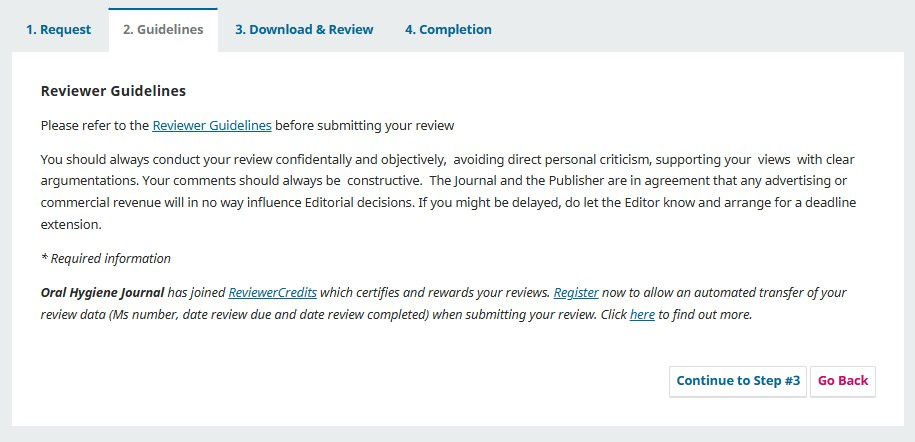 1. Request 2. Guidelines 3. Download & Review 4. Completion
Reviewer Guidelines
Please refer to the Reviewer Guidelines before submitting your review
You should always conduct your review confidentally and objectively, avoiding direct personal criticism, supporting your views with clear
argumentations. Your comments should always be constructive. The Journal and the Publisher are in agreement that any advertising or
commercial revenue will in no way influence Editorial decisions. If you might be delayed, do let the Editor know and arrange for a deadline
extension.
* Required information
Oral Hygiene Journal has joined ReviewerCredits which certifies and rewards your reviews. Register now to allow an automated transfer of your
review data (Ms number, date review due and date review completed) when submitting your review. Click here to find out more.
Continue to Step #3 Go Back